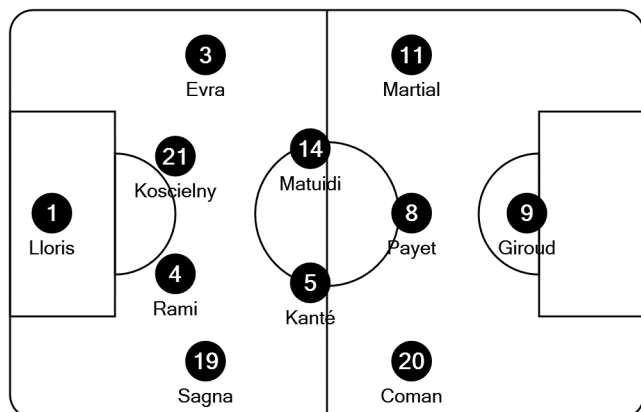 3
Evra
11
Martial
21
Koscielny
14
Matuidi
1
Lloris
8
Payet
9
Giroud
4
Rami
5
Kanté
19
Sagna
20
Coman